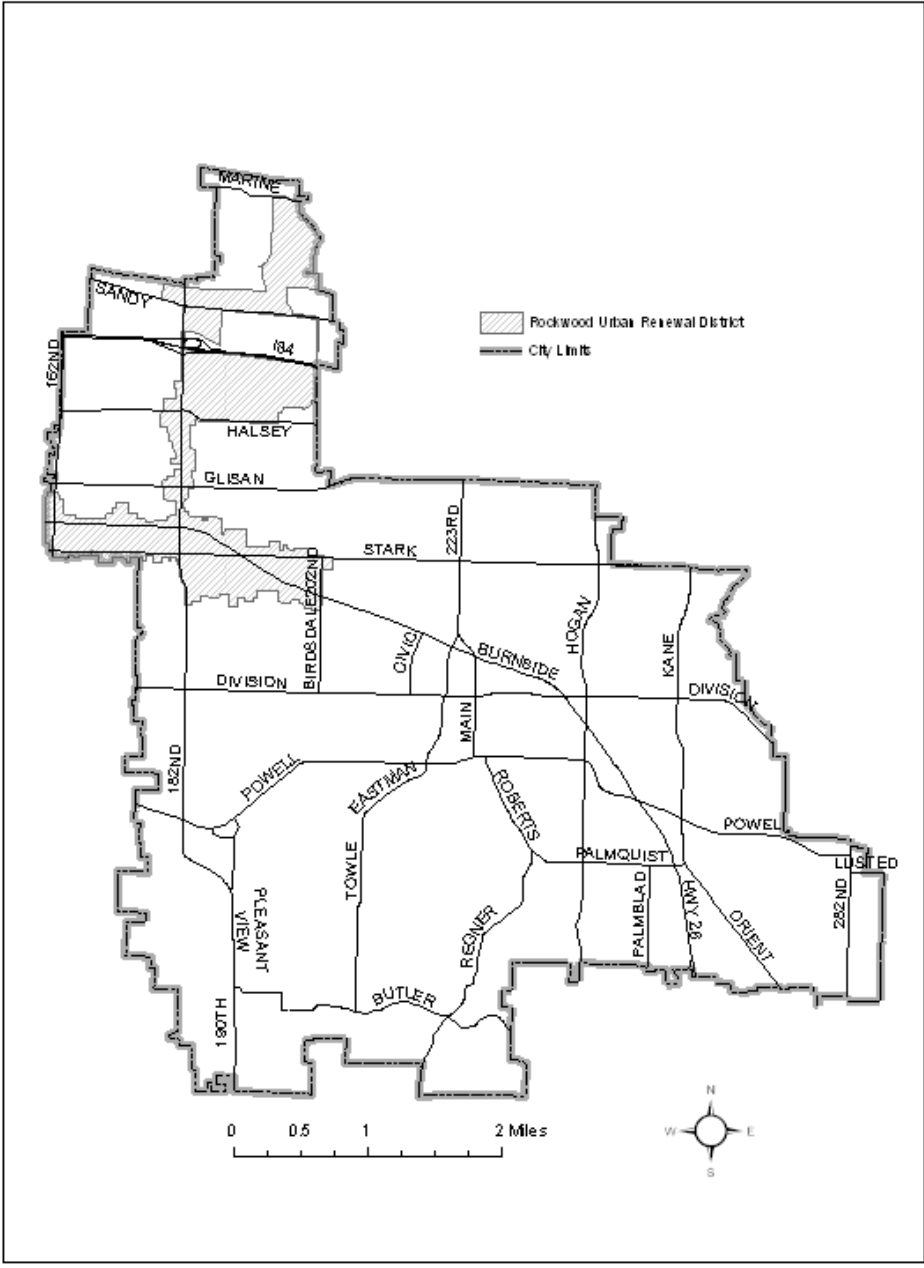 MARINE
SANDY
I84
162ND
HALSEY
GLISAN
Rockwood Urban Renewal District
City Limits
223RD
STARK
BIRDSDALE/202ND
CIVIC
BURNSIDE
HOGAN
KANE
DIVISION
DIVISION
MAIN
182ND
POWELL
EASTMAN
ROBERTS
POWEL
LUSTED
PALMQUIST
TOWLE
PLEASANT
VIEW
REGNER
PALMBLAD
HWY 26
ORIENT
282ND
BUTLER
190TH
0 0.5 1 2 Miles
N
W E
S